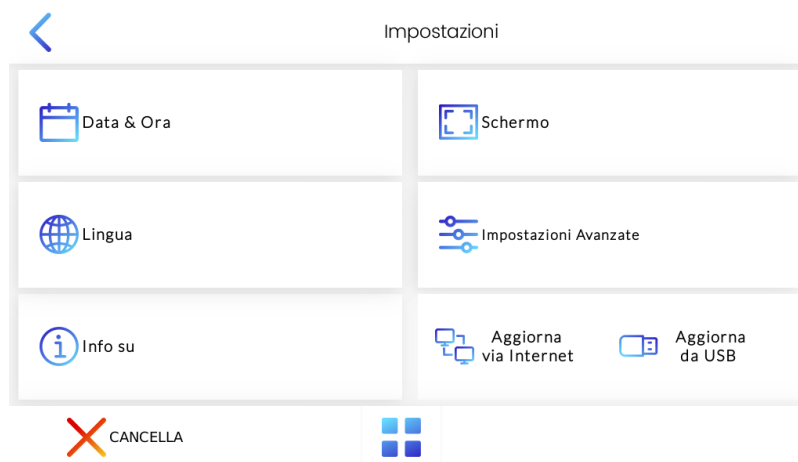 Impostazioni
Data & Ora
Schermo
Lingua
Impostazioni Avanzate
Info su
Aggiorna
via Internet
Aggiorna
da USB
CANCELLA